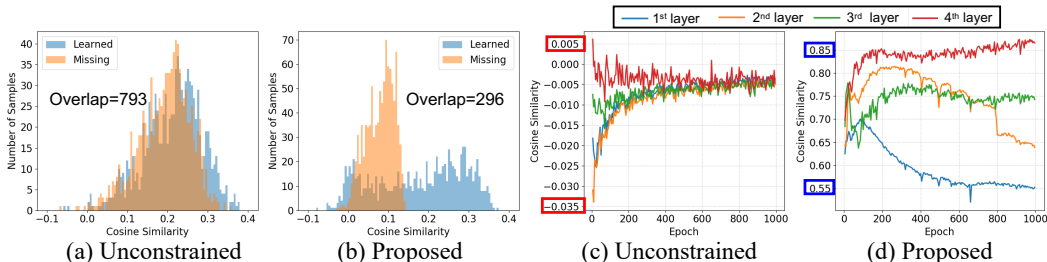 1st layer 2nd layer 3rd layer 4th layer
Number of Samples
40
35
30
25
20
15
10
5
0
Learned
Missing
Overlap=793
−0.1 0.0 0.1 0.2 0.3 0.4
Cosine Similarity
(a) Unconstrained
Number of Samples
70
60
50
40
30
20
10
0
Learned
Missing
Overlap=296
−0.1 0.0 0.1 0.2 0.3 0.4
Cosine Similarity
(b) Proposed
Cosine Similarity
0.005
0.000
−0.005
−0.010
−0.015
−0.020
−0.025
−0.030
−0.035
0 200 400 600 800 1000
Epoch
(c) Unconstrained
Cosine Similarity
0.85
0.80
0.75
0.70
0.65
0.60
0.55
0 200 400 600 800 1000
Epoch
(d) Proposed